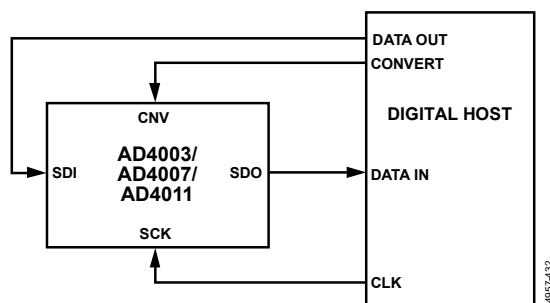 DATA OUT
CONVERT
CNV
DIGITAL HOST
AD4003/
AD4007/
AD4011
SDI
SDO
DATA IN
SCK
CLK